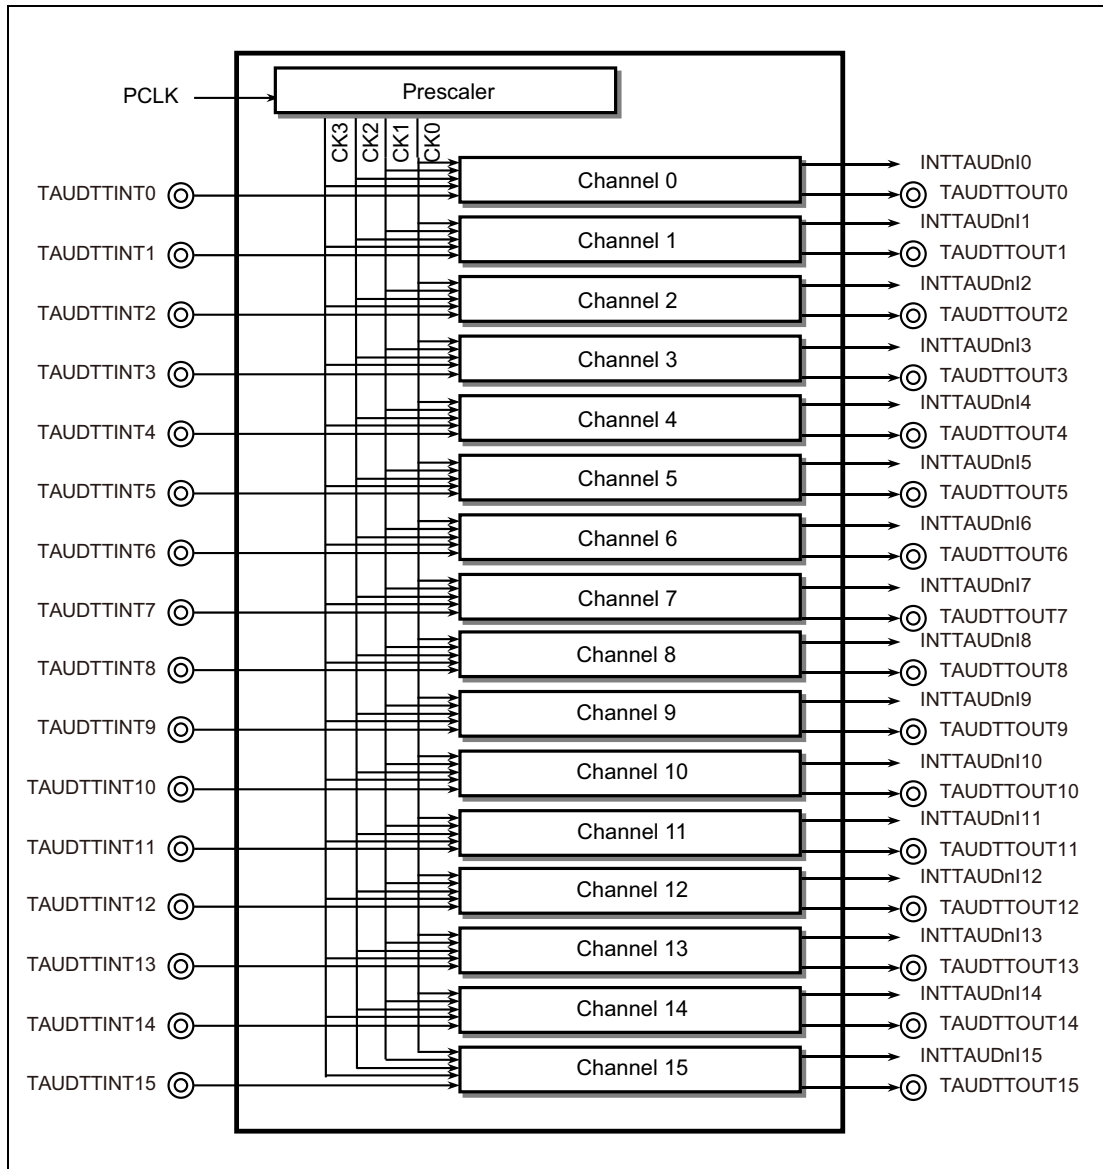 PCLK
Prescaler
CK3
CK2
CK1
CK0
TAUDTTINT0
Channel 0
INTTAUDnI0
TAUDTTOUT0
TAUDTTINT1
Channel 1
INTTAUDnI1
TAUDTTOUT1
TAUDTTINT2
Channel 2
INTTAUDnI2
TAUDTTOUT2
TAUDTTINT3
Channel 3
INTTAUDnI3
TAUDTTOUT3
TAUDTTINT4
Channel 4
INTTAUDnI4
TAUDTTOUT4
TAUDTTINT5
Channel 5
INTTAUDnI5
TAUDTTOUT5
TAUDTTINT6
Channel 6
INTTAUDnI6
TAUDTTOUT6
TAUDTTINT7
Channel 7
INTTAUDnI7
TAUDTTOUT7
TAUDTTINT8
Channel 8
INTTAUDnI8
TAUDTTOUT8
TAUDTTINT9
Channel 9
INTTAUDnI9
TAUDTTOUT9
TAUDTTINT10
Channel 10
INTTAUDnI10
TAUDTTOUT10
TAUDTTINT11
Channel 11
INTTAUDnI11
TAUDTTOUT11
TAUDTTINT12
Channel 12
INTTAUDnI12
TAUDTTOUT12
TAUDTTINT13
Channel 13
INTTAUDnI13
TAUDTTOUT13
TAUDTTINT14
Channel 14
INTTAUDnI14
TAUDTTOUT14
TAUDTTINT15
Channel 15
INTTAUDnI15
TAUDTTOUT15